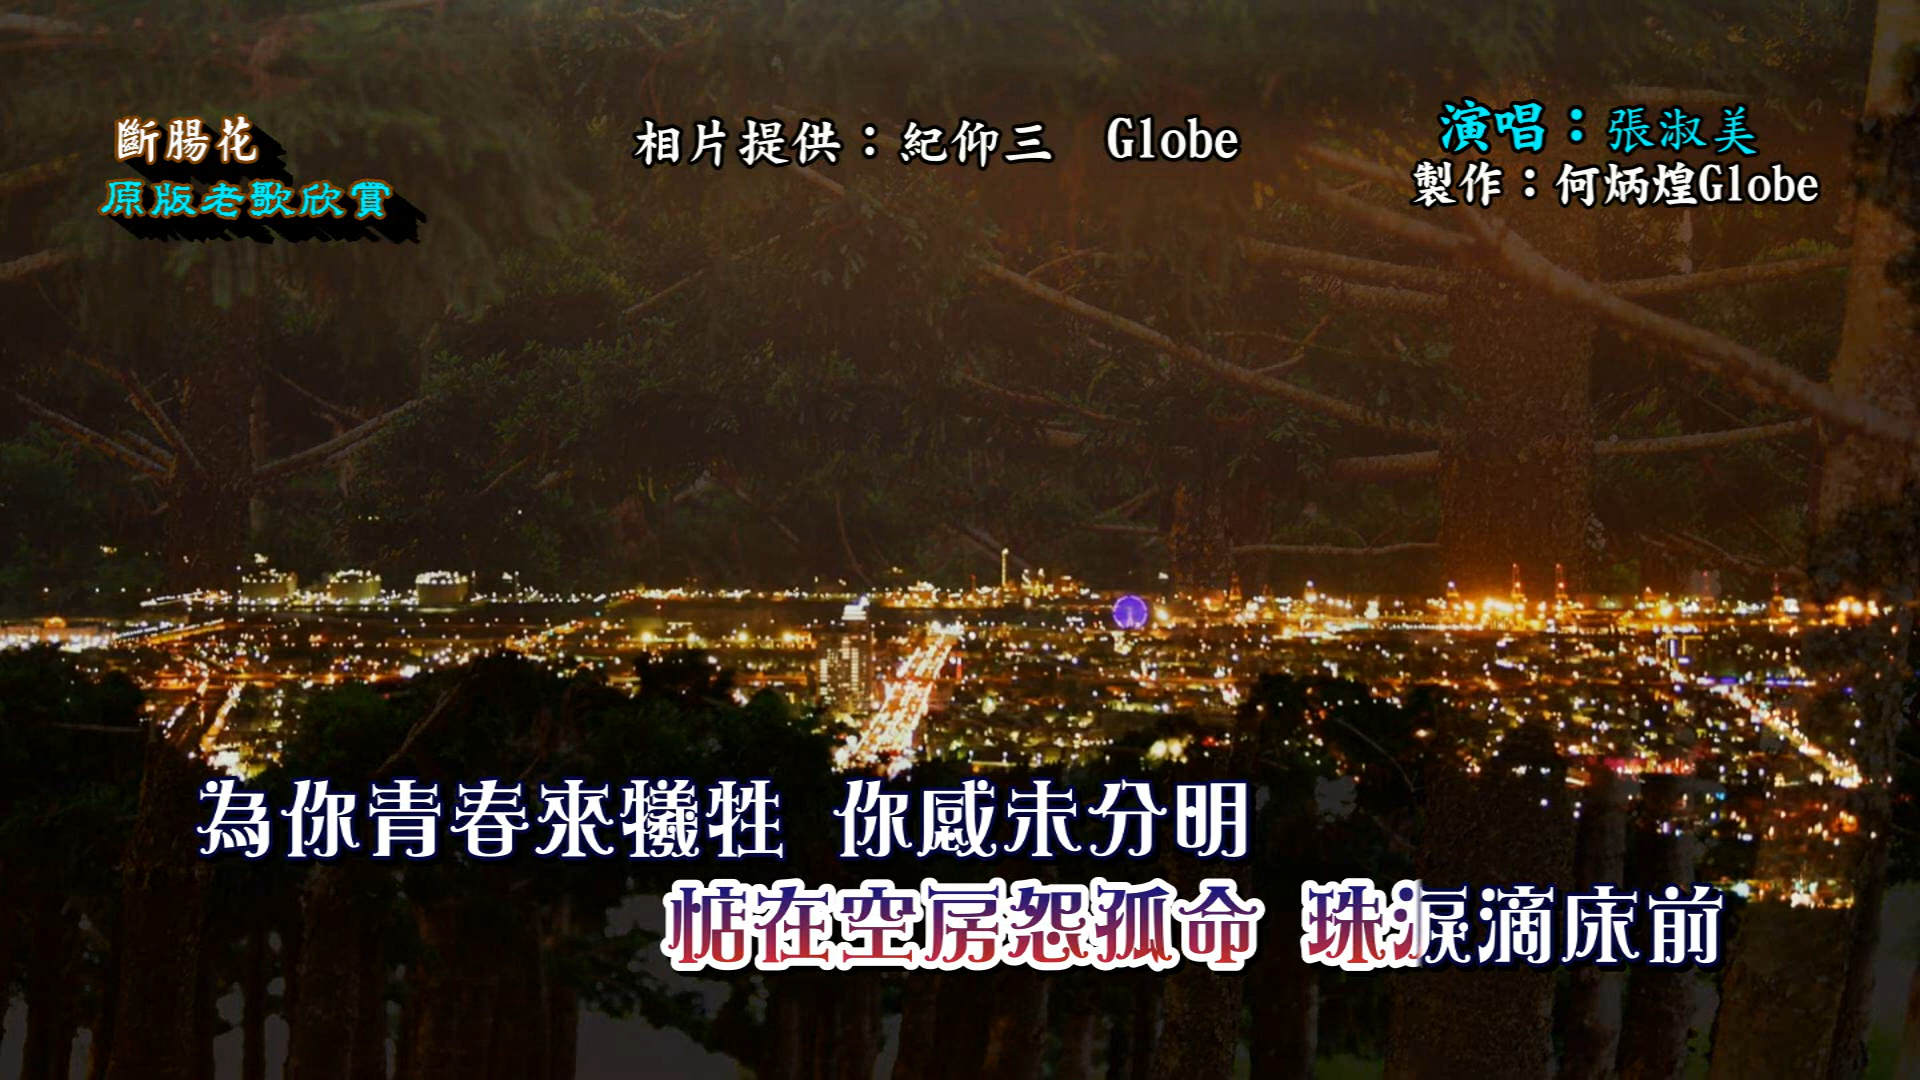 斷腸花
原版老歌欣賞
相片提供：紀仰三 Globe
演唱：張淑美
製作：何炳煌Globe
為你青春來犧牲 你感未分明
惦在空房怨孤命 珠淚滴床前